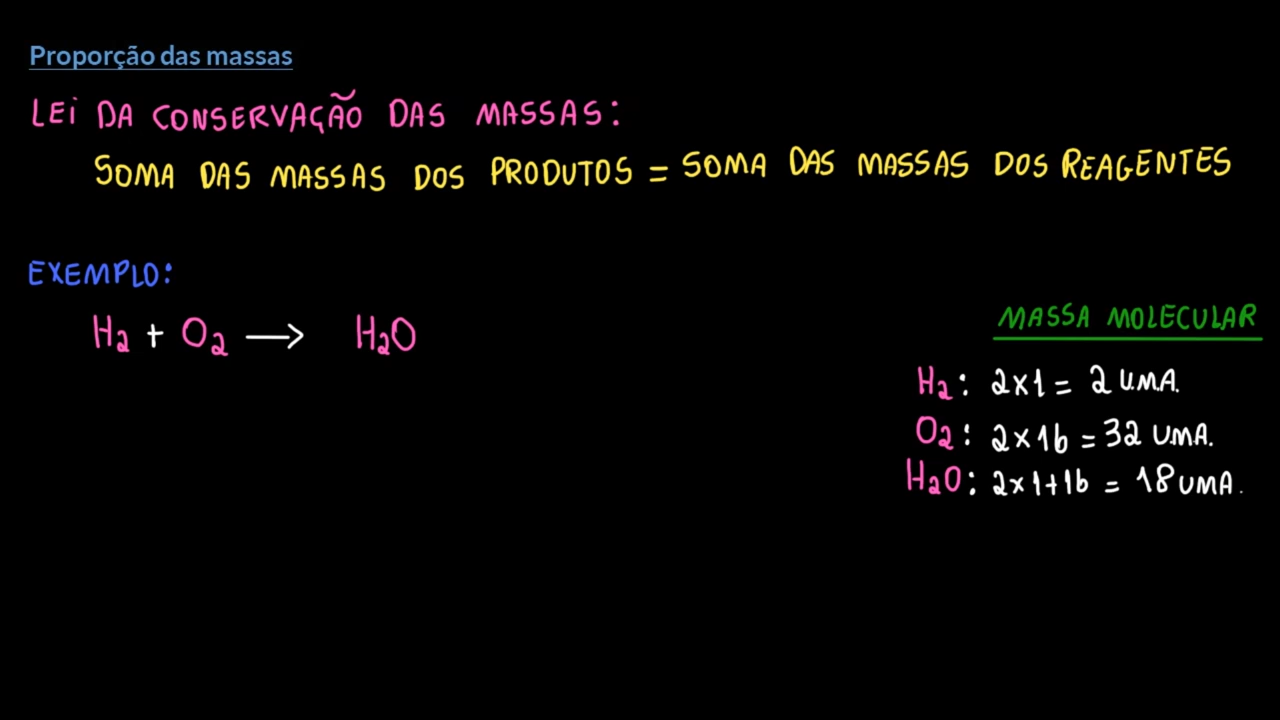 Proporção das massas
LEI DA CONSERVAÇÃO DAS MASSAS:
SOMA DAS MASSAS DOS PRODUTOS = SOMA DAS MASSAS DOS REAGENTES
EXEMPLO:
H₂ + O₂ ⟶ H₂O
MASSA MOLECULAR
H₂: 2x1 = 2 U.M.A.
O₂: 2x16 = 32 UMA.
H₂O: 2x1+16 = 18 UMA.